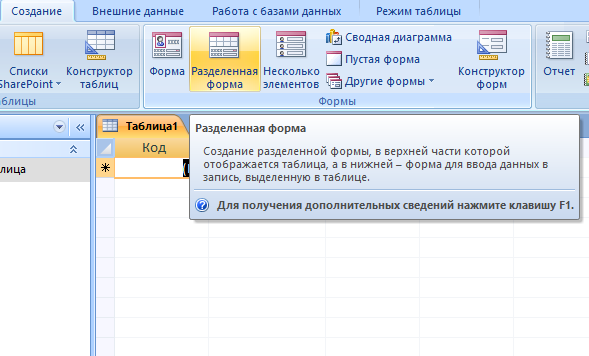 Создание Внешние данные Работа с базами данных Режим таблицы
Списки SharePoint
Конструктор таблиц
Форма
Разделенная форма
Несколько элементов
Сводная диаграмма
Пустая форма
Другие формы
Конструктор форм
Отчет
Формы
Таблица1
Код
Разделенная форма
Создание разделенной формы, в верхней части которой
отображается таблица, а в нижней – форма для ввода данных в
запись, выделенную в таблице.
Для получения дополнительных сведений нажмите клавишу F1.